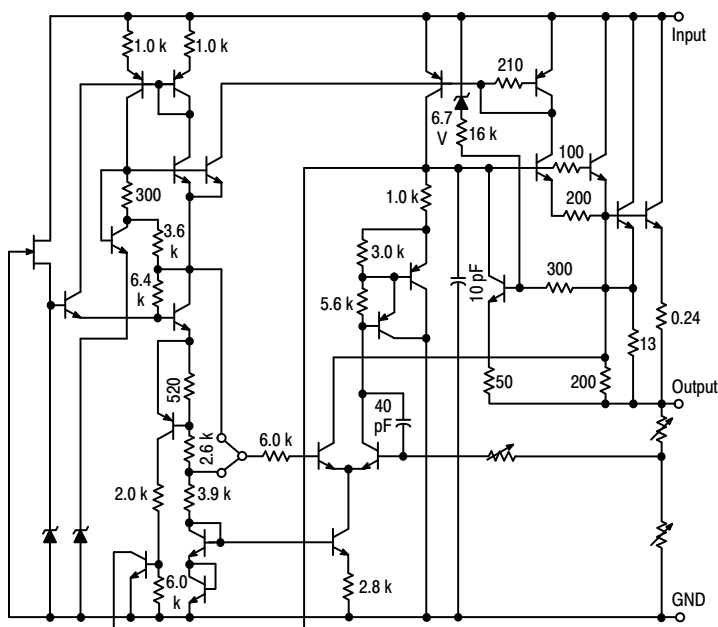 Input
1.0 k
1.0 k
210
6.7
V
16 k
100
300
1.0 k
200
3.6
k
3.0 k
10 pF
300
6.4
k
5.6 k
0.24
13
520
50
200
Output
40
pF
2.6 k
6.0 k
2.0 k
3.9 k
6.0
k
2.8 k
GND